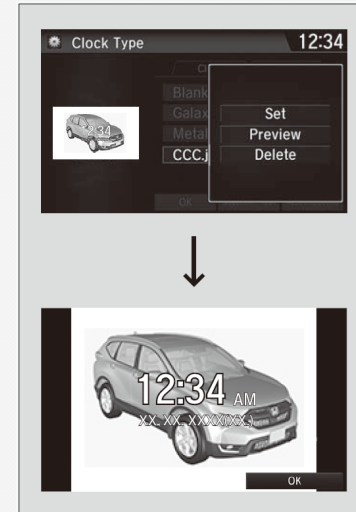 Clock Type
12:34
Blank
Galax
Metal
CCC.j
Set
Preview
Delete
OK
12:34 AM
XX. XX. XXXX(XX.)
OK